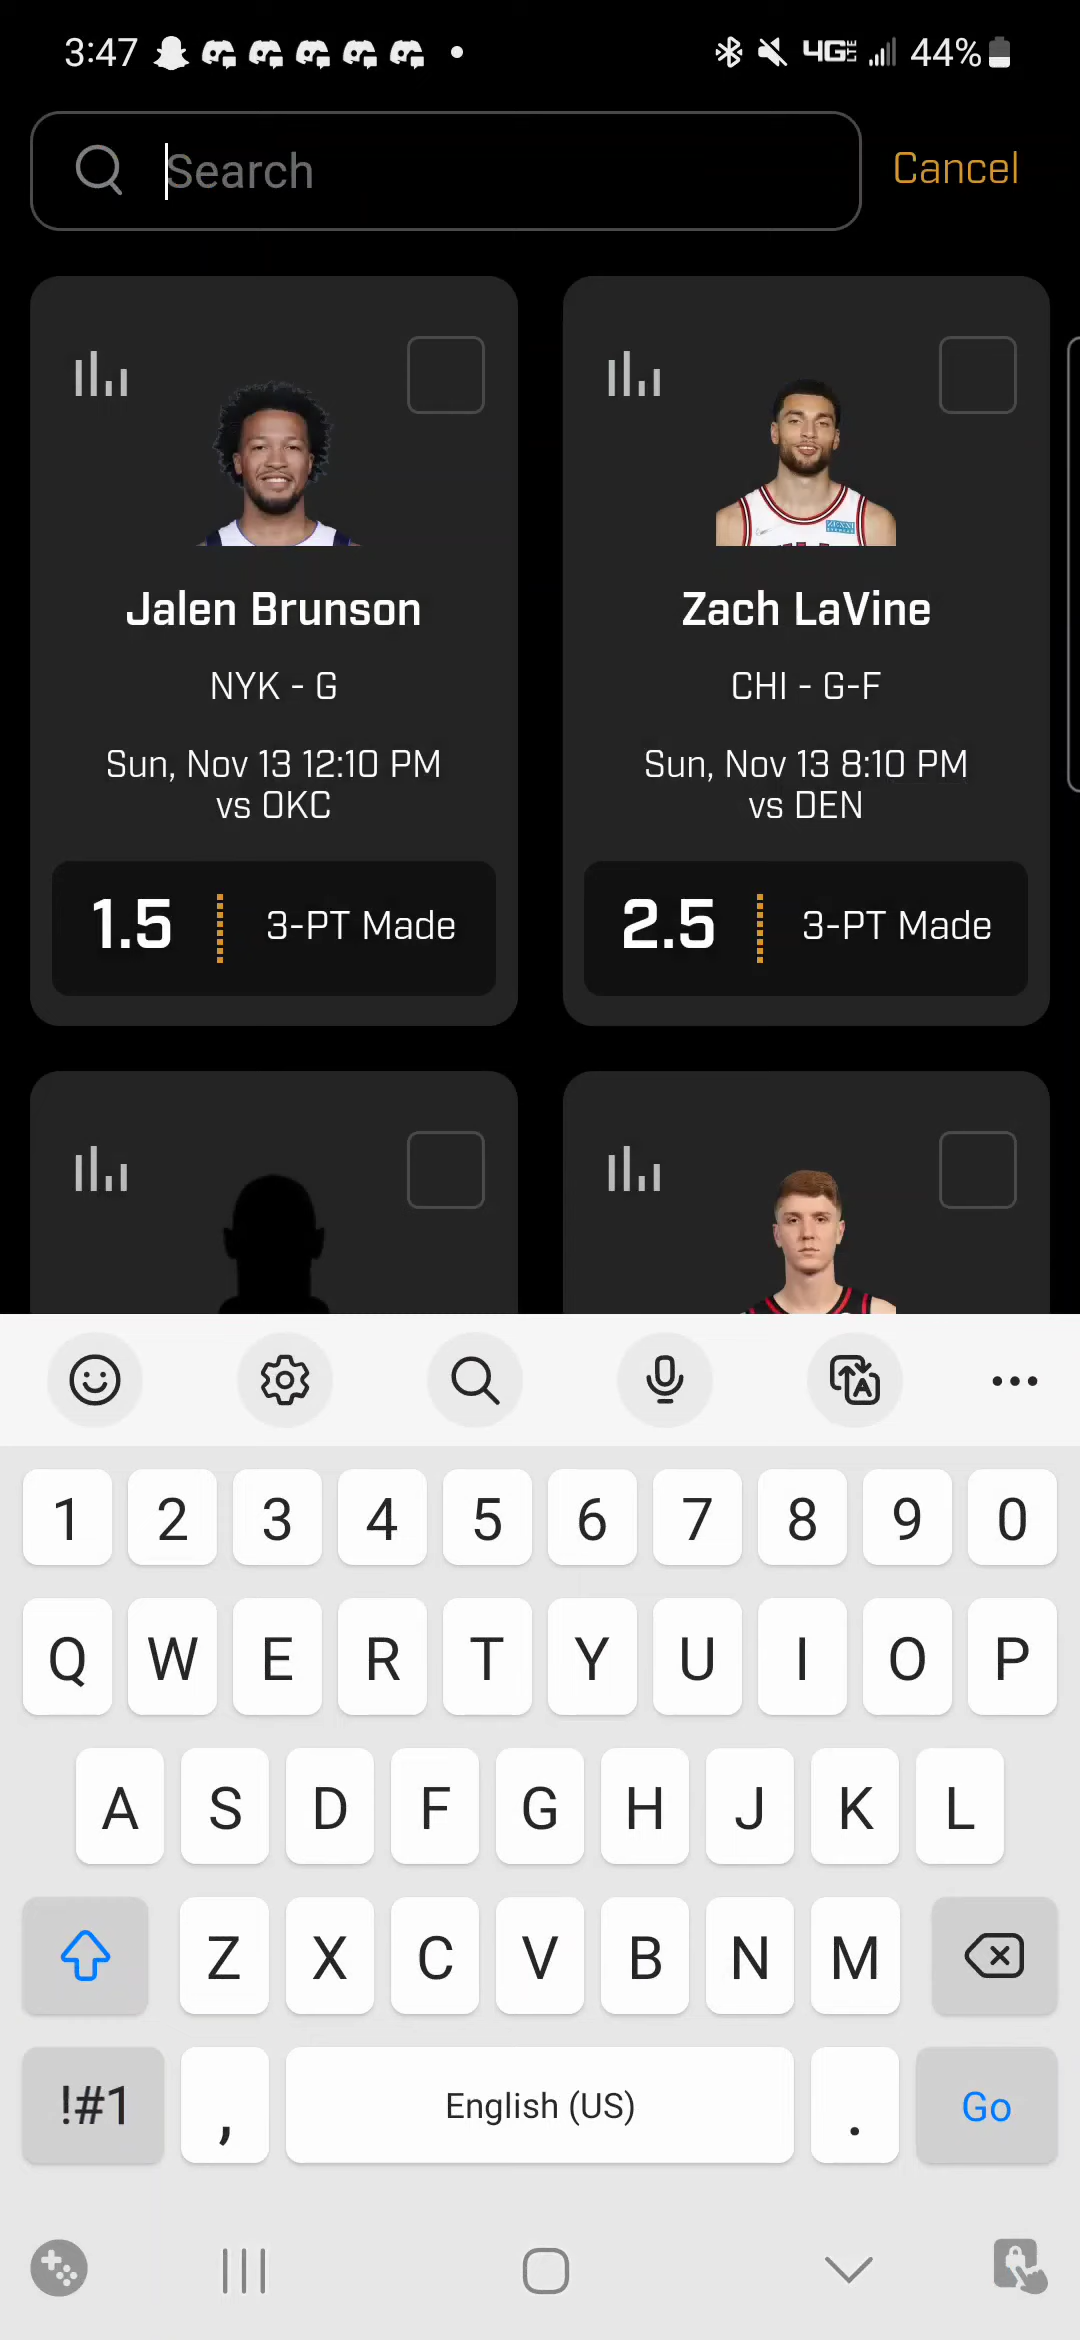 3:47
4G LTE 44%
Search
Cancel
Jalen Brunson
NYK - G
Sun, Nov 13 12:10 PM
vs OKC
1.5 3-PT Made
Zach LaVine
CHI - G-F
Sun, Nov 13 8:10 PM
vs DEN
2.5 3-PT Made
1 2 3 4 5 6 7 8 9 0
Q W E R T Y U I O P
A S D F G H J K L
Z X C V B N M
!#1 , English (US) . Go